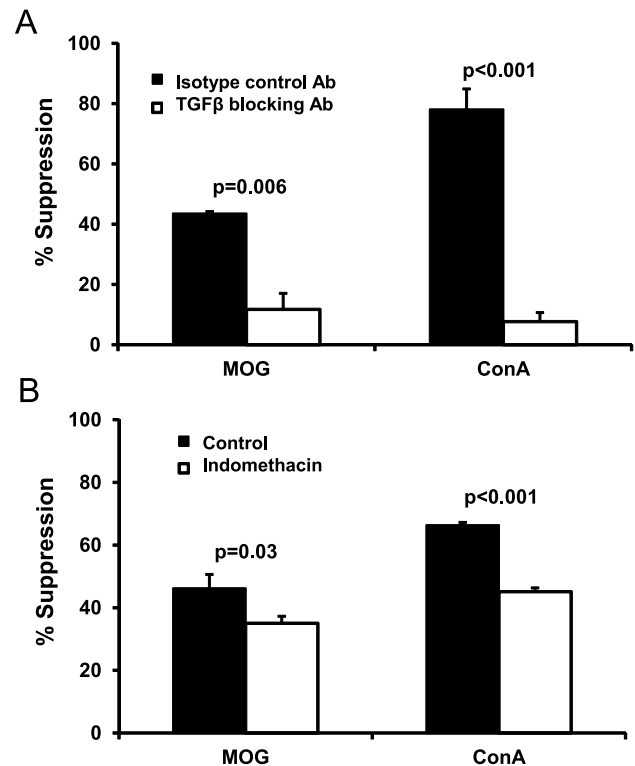 A
100
80
60
40
20
0
% Suppression
Isotype control Ab
TGFβ blocking Ab
p=0.006
p<0.001
MOG
ConA
B
100
80
60
40
20
0
% Suppression
Control
Indomethacin
p=0.03
p<0.001
MOG
ConA